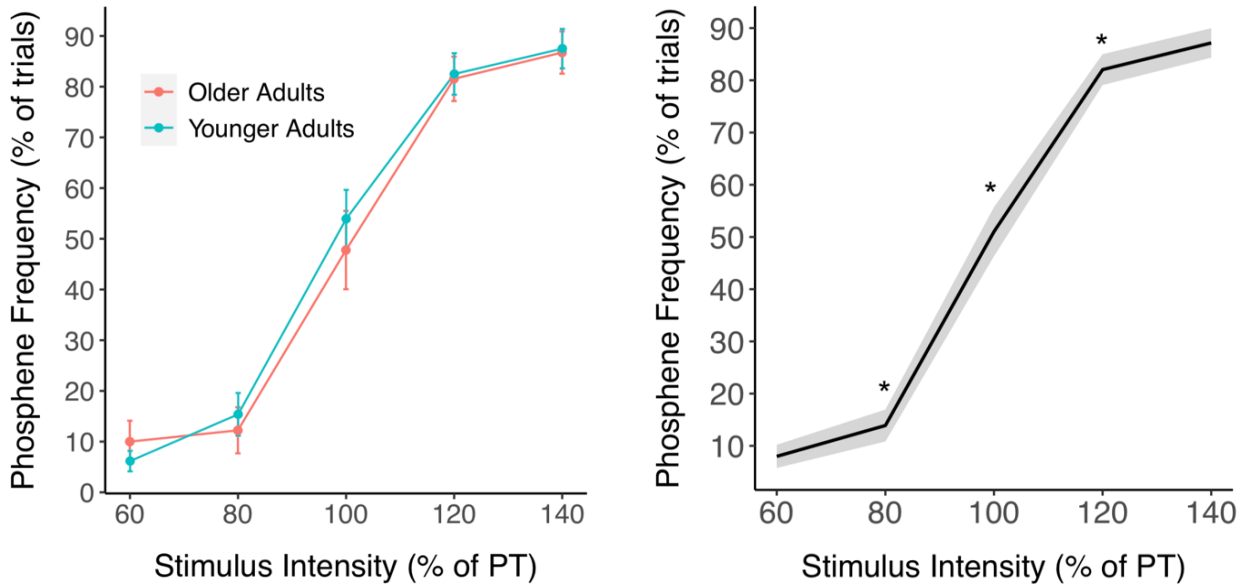 Phosphene Frequency (% of trials)
90
80
70
60
50
40
30
20
10
0
Older Adults
Younger Adults
60 80 100 120 140
Stimulus Intensity (% of PT)
Phosphene Frequency (% of trials)
90
80
70
60
50
40
30
20
10
*
*
*
60 80 100 120 140
Stimulus Intensity (% of PT)